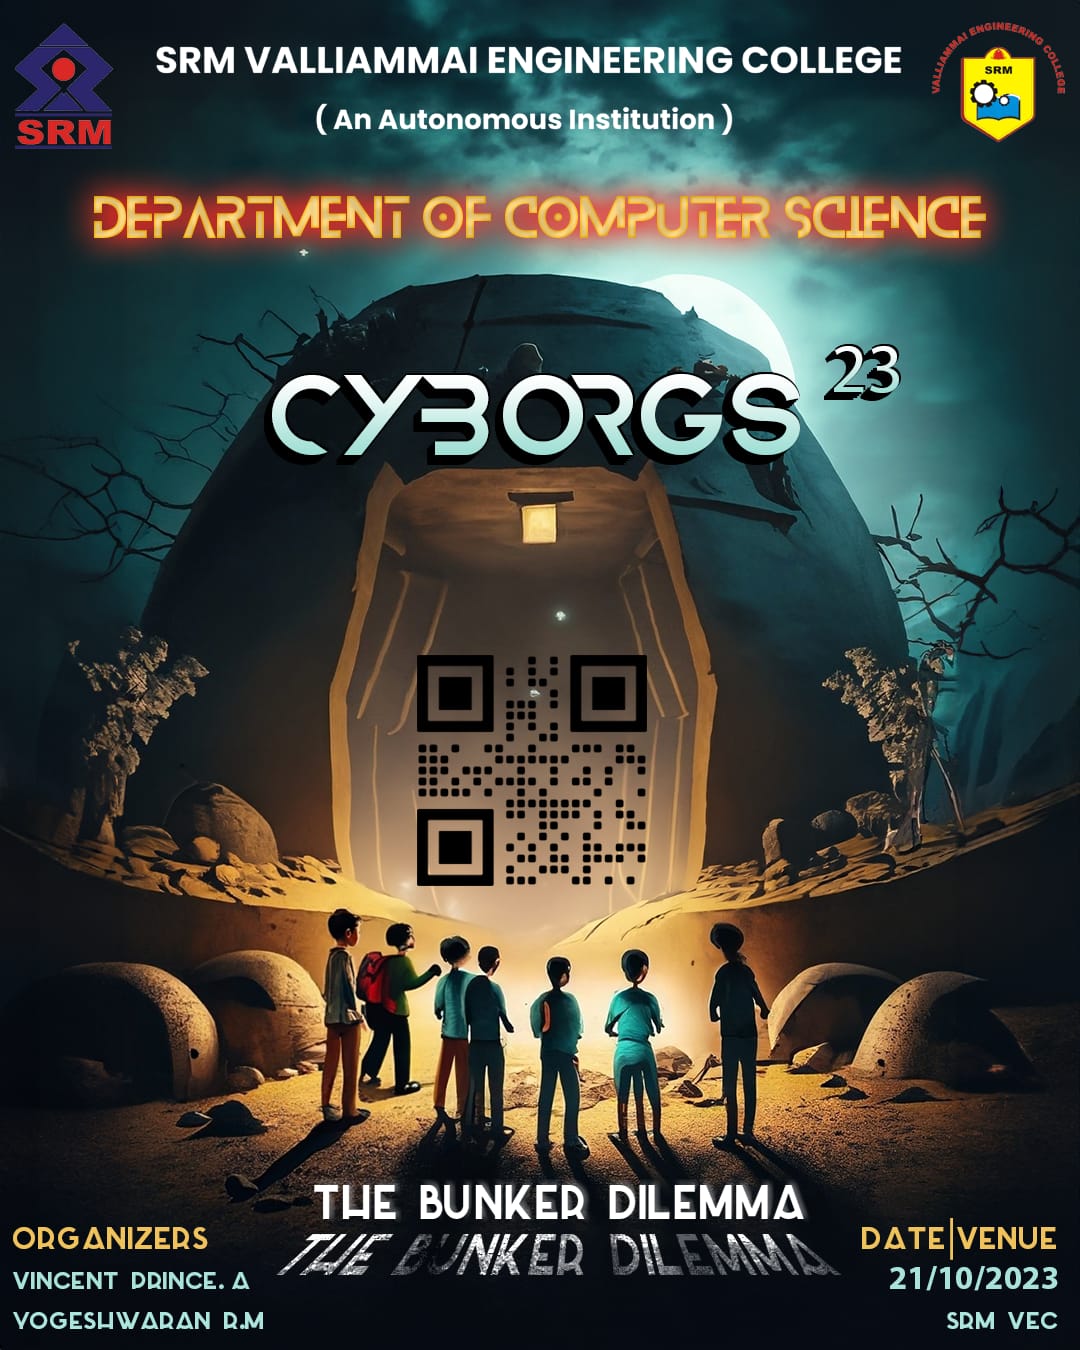 SRM VALLIAMMAI ENGINEERING COLLEGE
( An Autonomous Institution )
SRM
VALLIAMMAI ENGINEERING COLLEGE
SRM
DEPARTMENT OF COMPUTER SCIENCE
CYBORGS 23
THE BUNKER DILEMMA
THE BUNKER DILEMMA
ORGANIZERS
VINCENT PRINCE. A
YOGESHWARAN R.M
DATE|VENUE
21/10/2023
SRM VEC